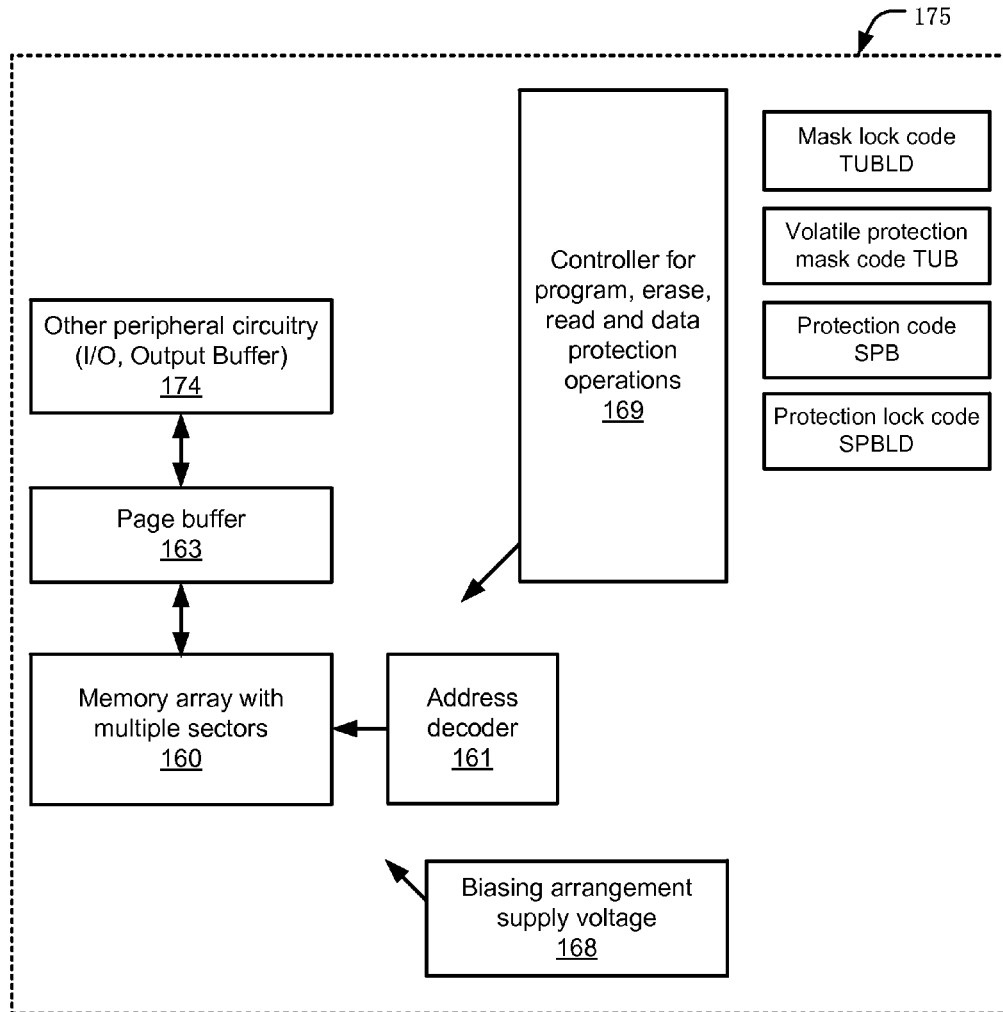 175
Mask lock code
TUBLD
Volatile protection
mask code TUB
Controller for
program, erase,
read and data
protection
operations
169
Other peripheral circuitry
(I/O, Output Buffer)
174
Protection code
SPB
Protection lock code
SPBLD
Page buffer
163
Memory array with
multiple sectors
160
Address
decoder
161
Biasing arrangement
supply voltage
168